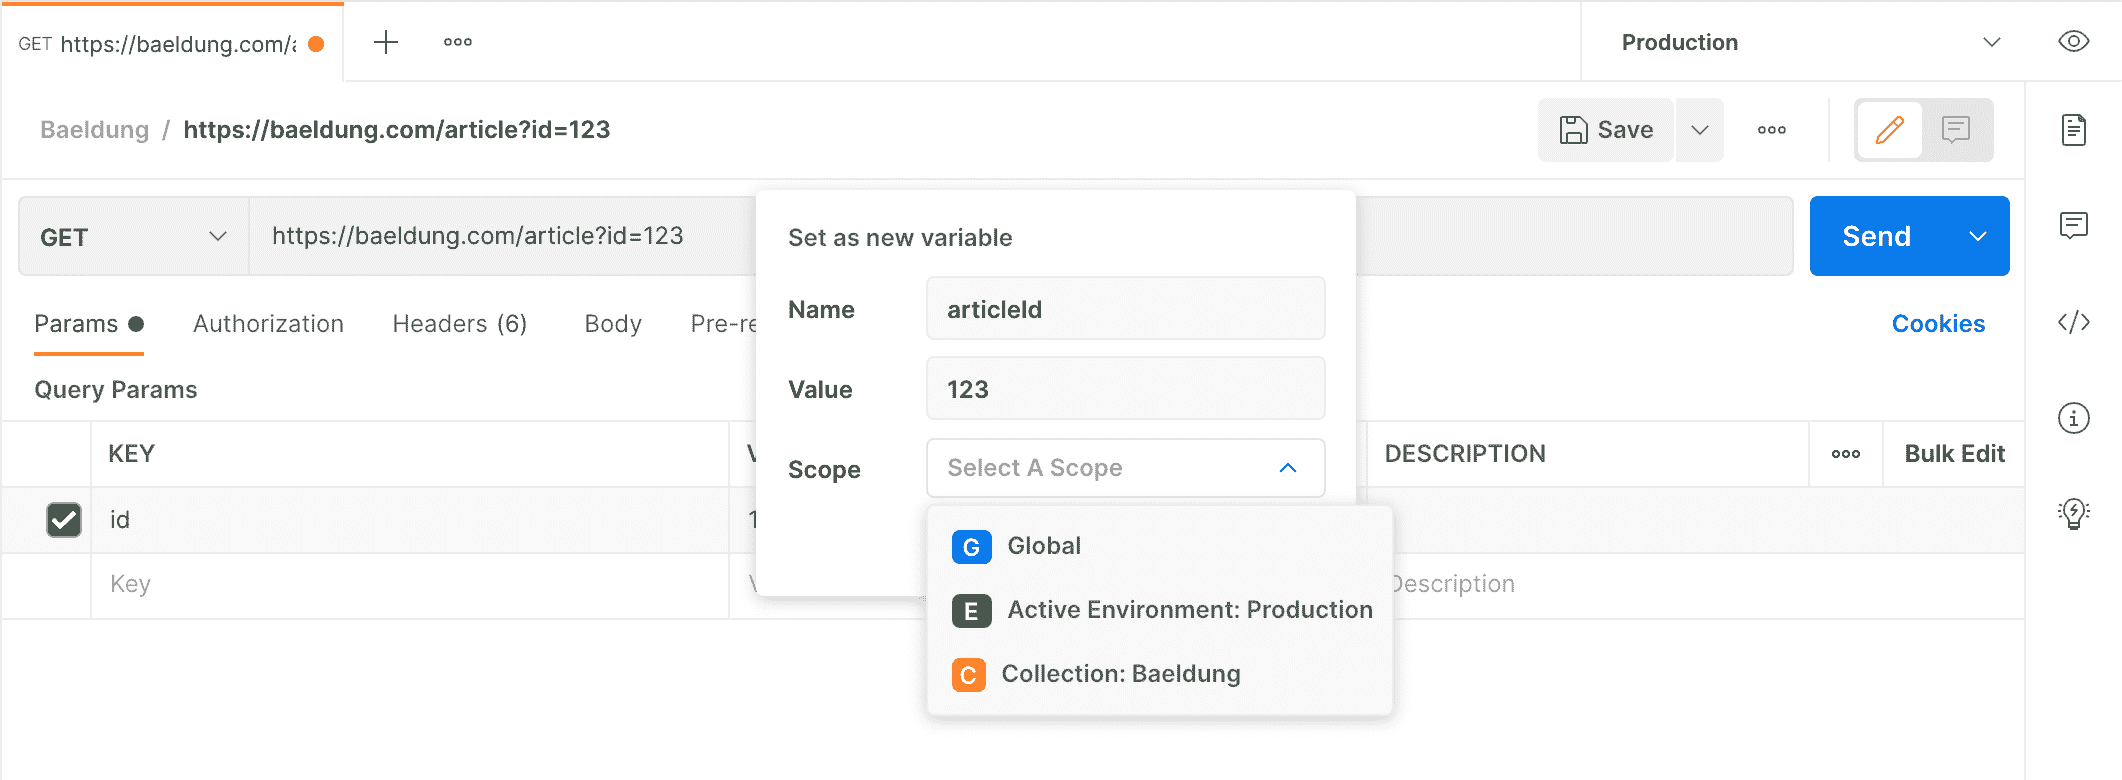 GET https://baeldung.com/a
Production
Baeldung / https://baeldung.com/article?id=123
Save
GET
https://baeldung.com/article?id=123
Send
Set as new variable
Name
articleId
Value
123
Scope
Select A Scope
G Global
E Active Environment: Production
C Collection: Baeldung
Params
Authorization
Headers (6)
Body
Pre-re
Cookies
Query Params
KEY
V
DESCRIPTION
Bulk Edit
id
1
Key
V
Description